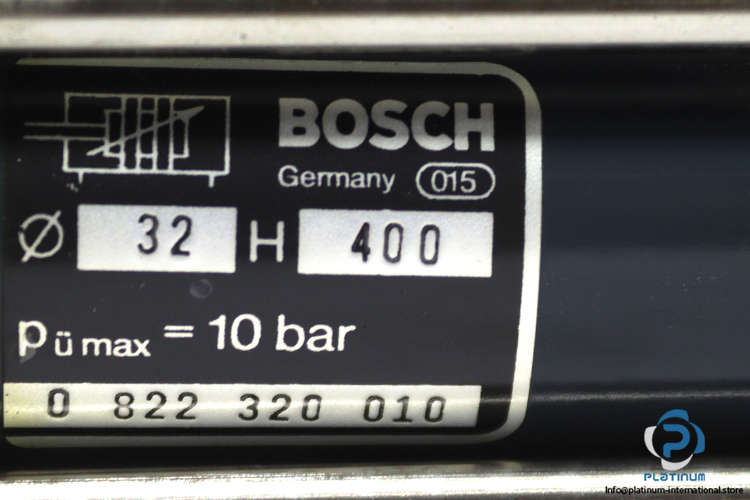 BOSCH
Germany 015
Ø 32 H 400
pü max = 10 bar
0 822 320 010
P
PLATINUM
Info@platinum-international.store